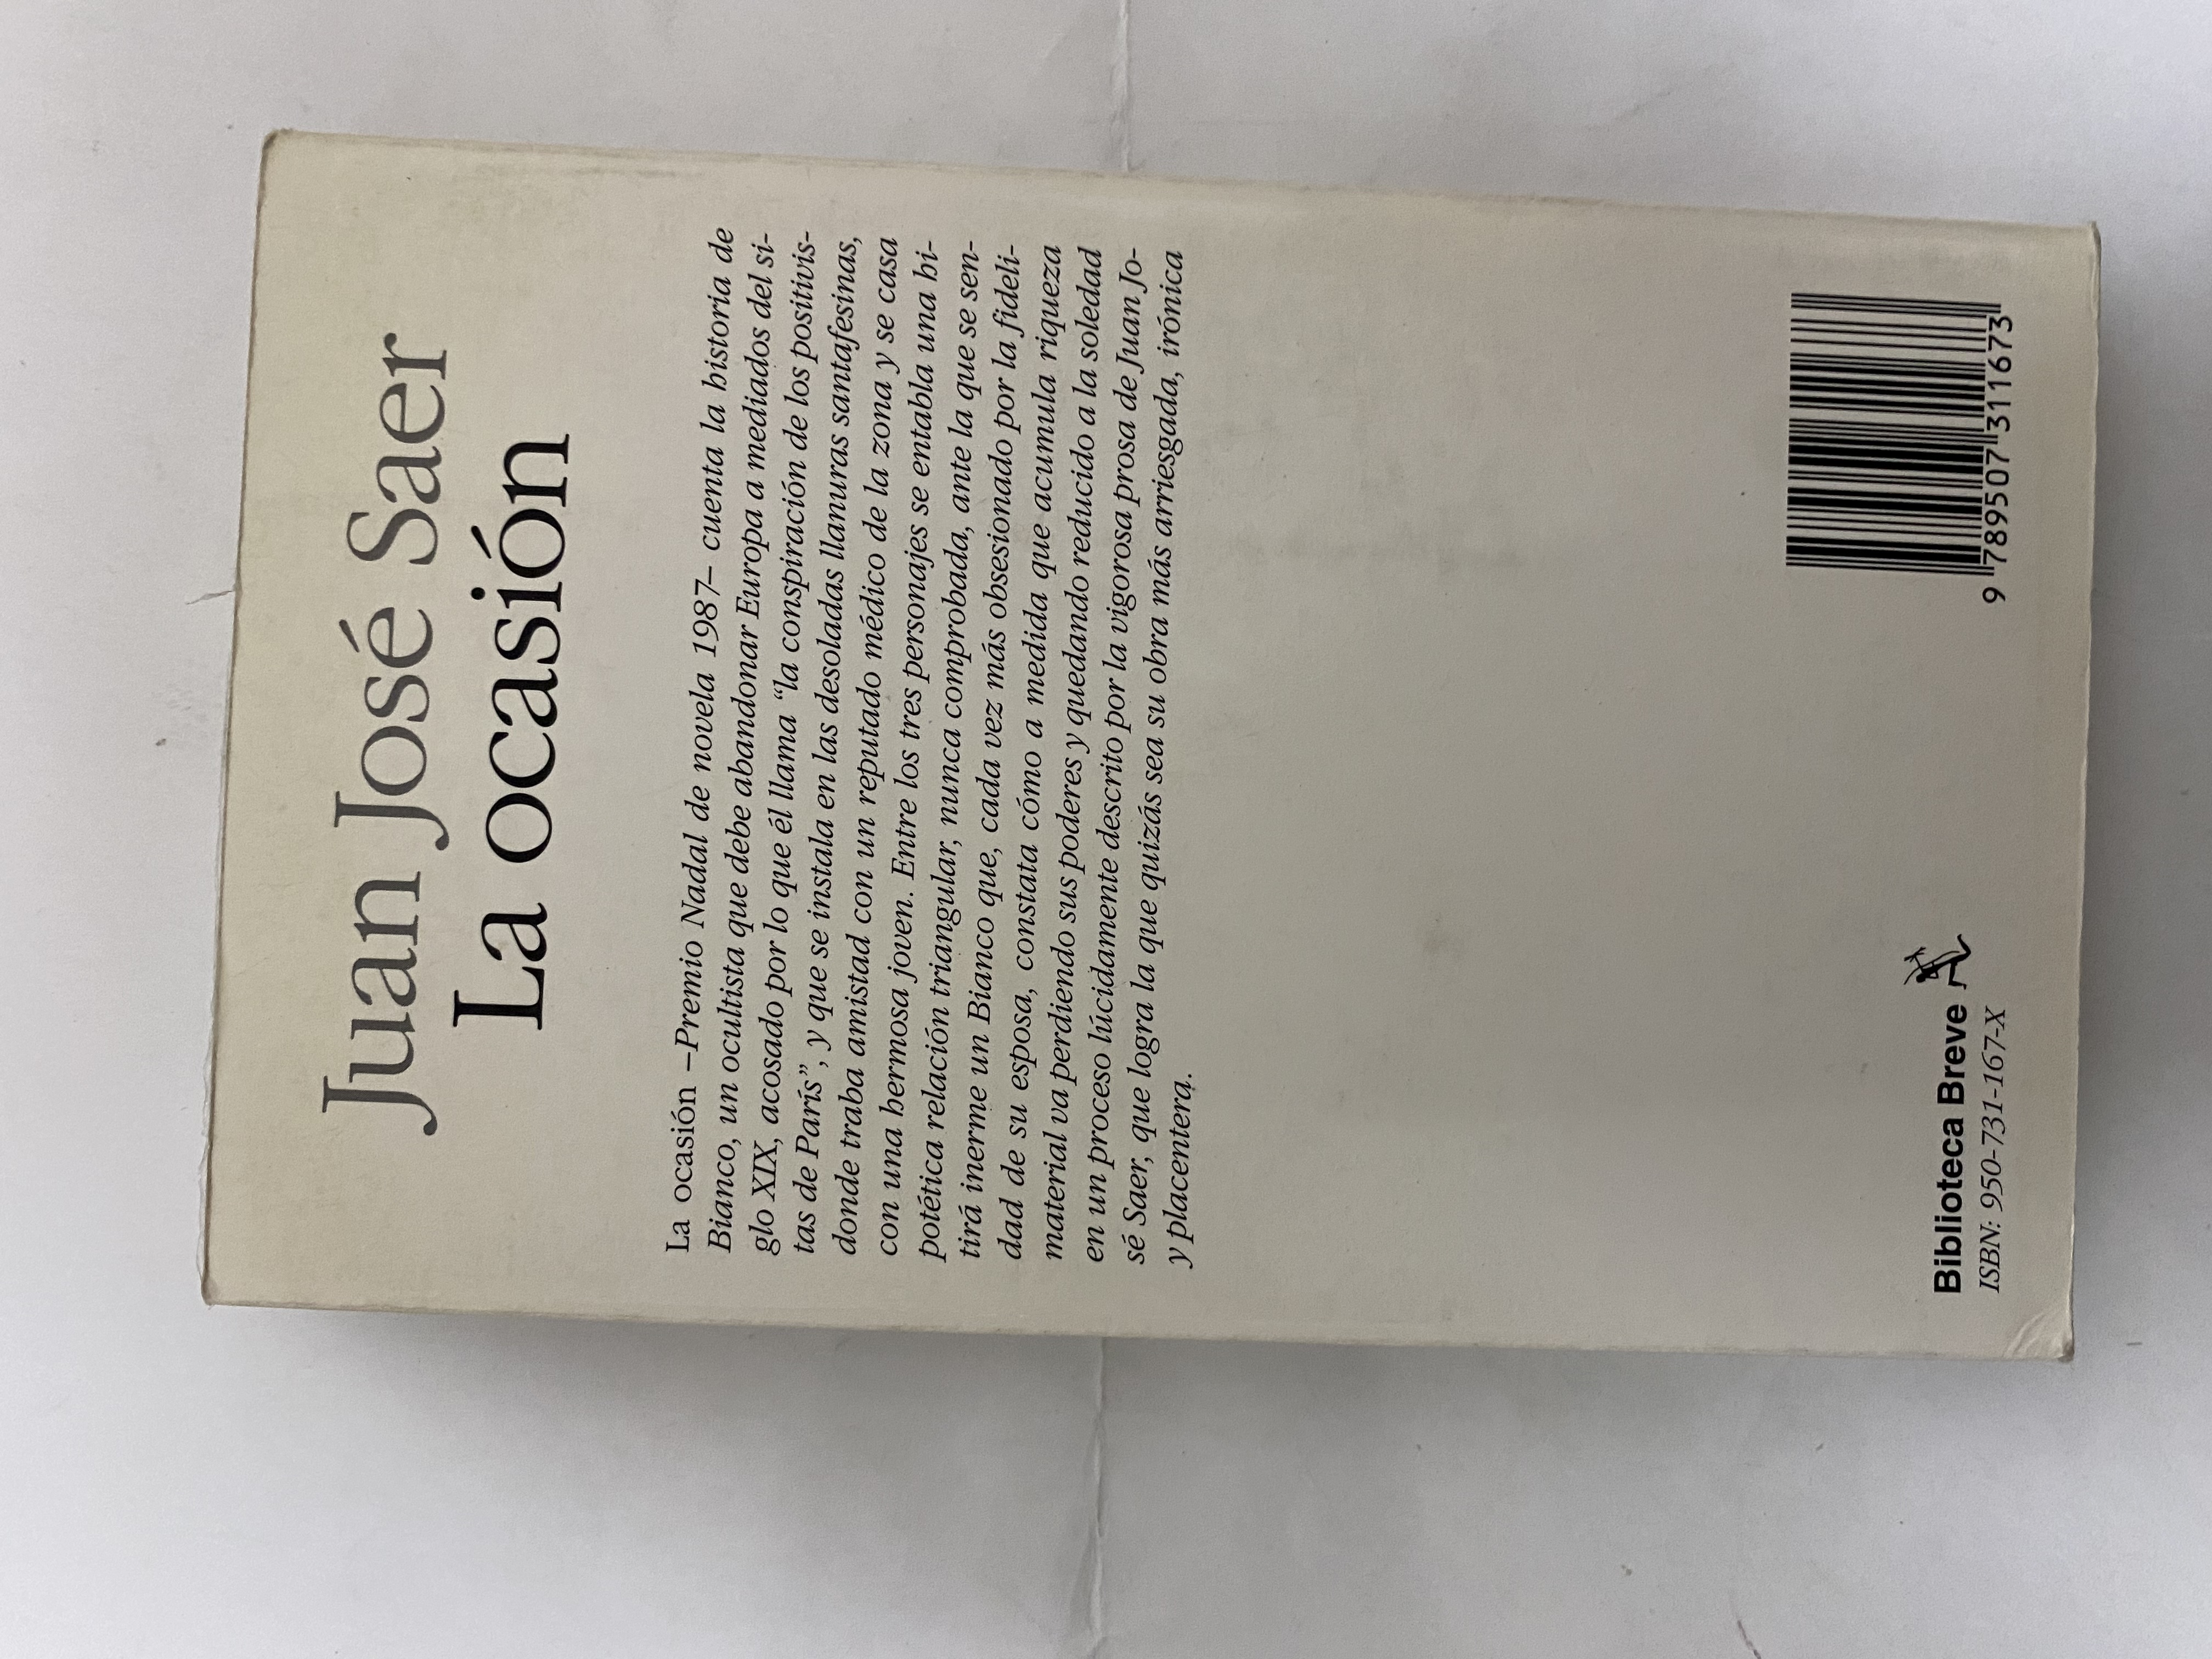 Juan José Saer
La ocasión
La ocasión –Premio Nadal de novela 1987– cuenta la historia de
Bianco, un ocultista que debe abandonar Europa a mediados del si-
glo XIX, acosado por lo que él llama “la conspiración de los positivis-
tas de París”, y que se instala en las desoladas llanuras santafesinas,
donde traba amistad con un reputado médico de la zona y se casa
con una hermosa joven. Entre los tres personajes se entabla una hi-
potética relación triangular, nunca comprobada, ante la que se sen-
tirá inerme un Bianco que, cada vez más obsesionado por la fideli-
dad de su esposa, constata cómo a medida que acumula riqueza
material va perdiendo sus poderes y quedando reducido a la soledad
en un proceso lúcidamente descrito por la vigorosa prosa de Juan Jo-
sé Saer, que logra la que quizás sea su obra más arriesgada, irónica
y placentera.
Biblioteca Breve
ISBN: 950-731-167-X
9 789507 311673